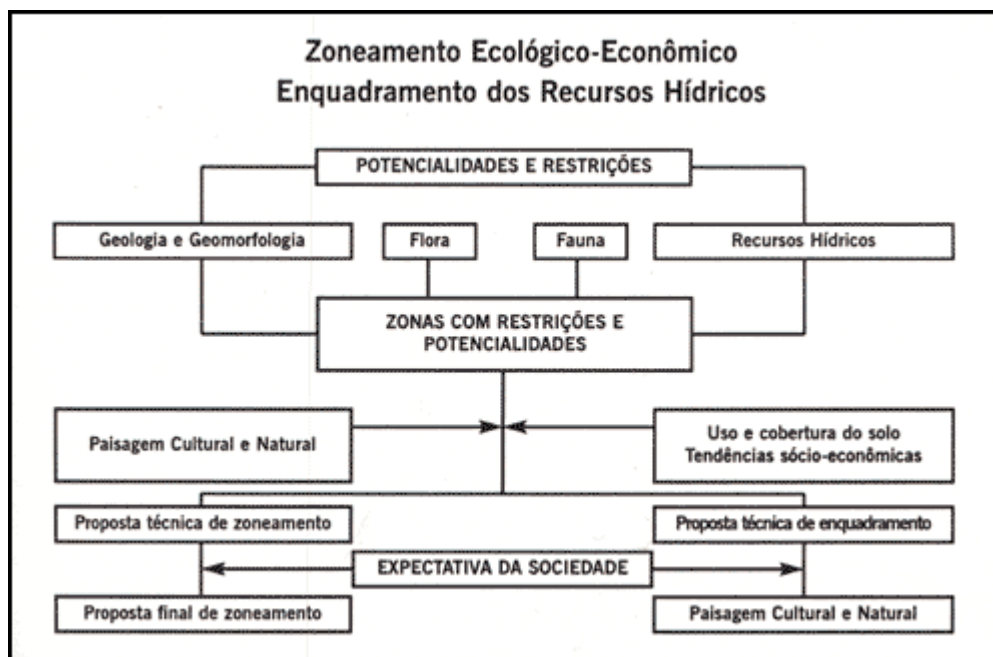 Zoneamento Ecológico-Econômico
Enquadramento dos Recursos Hídricos
POTENCIALIDADES E RESTRIÇÕES
Geologia e Geomorfologia
Flora
Fauna
Recursos Hídricos
ZONAS COM RESTRIÇÕES E
POTENCIALIDADES
Paisagem Cultural e Natural
Uso e cobertura do solo
Tendências sócio-econômicas
Proposta técnica de zoneamento
Proposta técnica de enquadramento
EXPECTATIVA DA SOCIEDADE
Proposta final de zoneamento
Paisagem Cultural e Natural